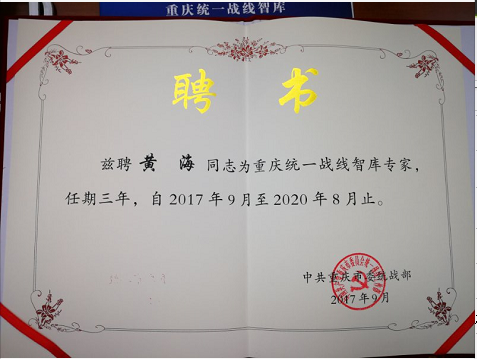 重庆统一战线智库
聘 书
兹聘 黄 海 同志为重庆统一战线智库专家，
任期三年，自2017年9月至2020年8月止。
中共重庆市委统战部
2017年9月